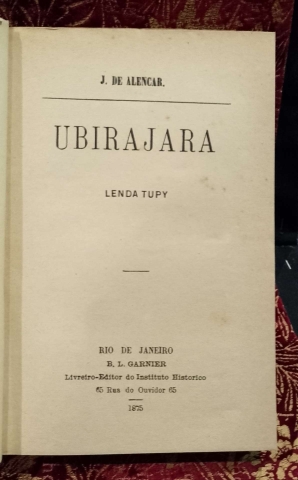 J. DE ALENCAR.
UBIRAJARA
LENDA TUPY
RIO DE JANEIRO
B. L. GARNIER
Livreiro-Editor do Instituto Historico
65 Rua do Ouvidor 65
1875